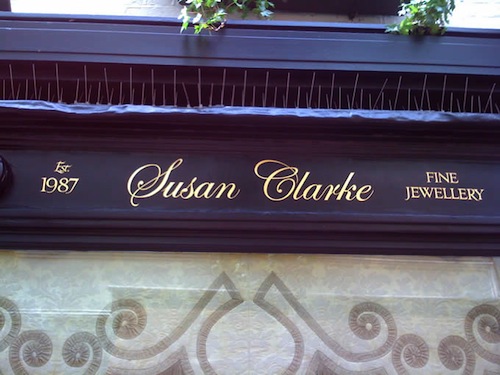 Est.
1987
Susan Clarke
FINE
JEWELLERY